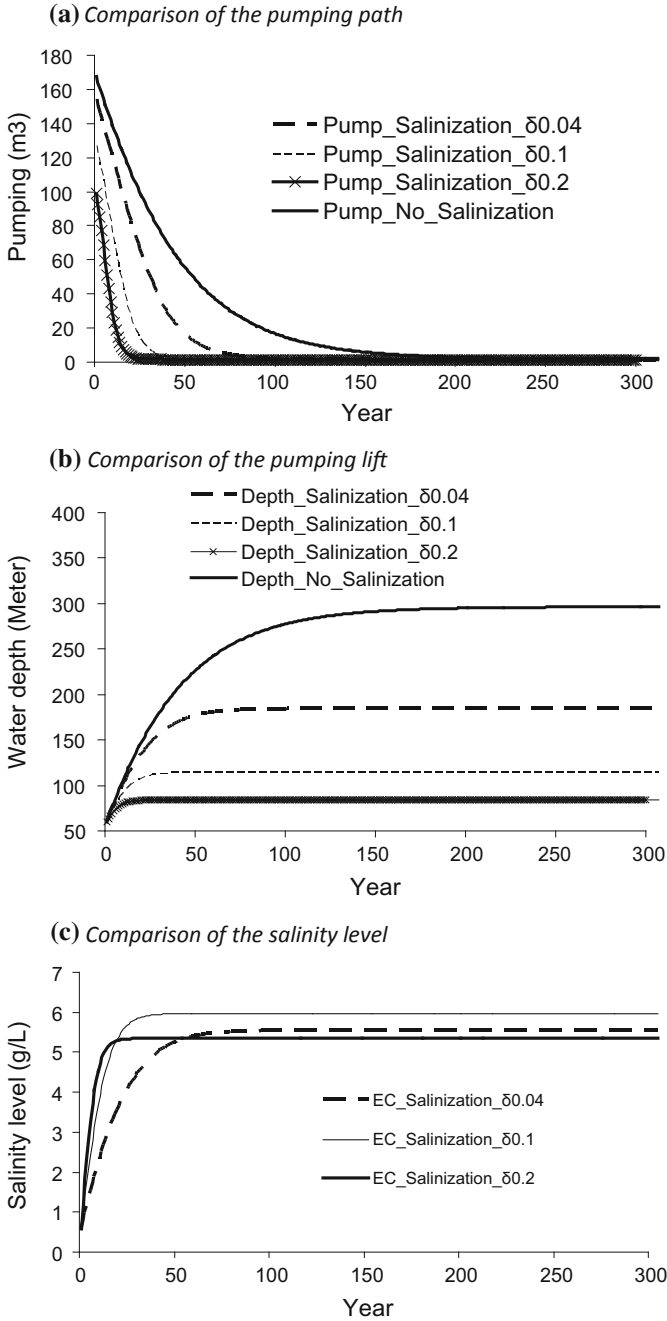 (a) Comparison of the pumping path
180
160
140
120
100
80
60
40
20
0
Pumping (m3)
Pump_Salinization_δ0.04
Pump_Salinization_δ0.1
Pump_Salinization_δ0.2
Pump_No_Salinization
0 50 100 150 200 250 300
Year
(b) Comparison of the pumping lift
Depth_Salinization_δ0.04
Depth_Salinization_δ0.1
Depth_Salinization_δ0.2
Depth_No_Salinization
400
350
300
250
200
150
100
50
Water depth (Meter)
0 50 100 150 200 250 300
Year
(c) Comparison of the salinity level
7
6
5
4
3
2
1
0
Salinity level (g/L)
EC_Salinization_δ0.04
EC_Salinization_δ0.1
EC_Salinization_δ0.2
0 50 100 150 200 250 300
Year